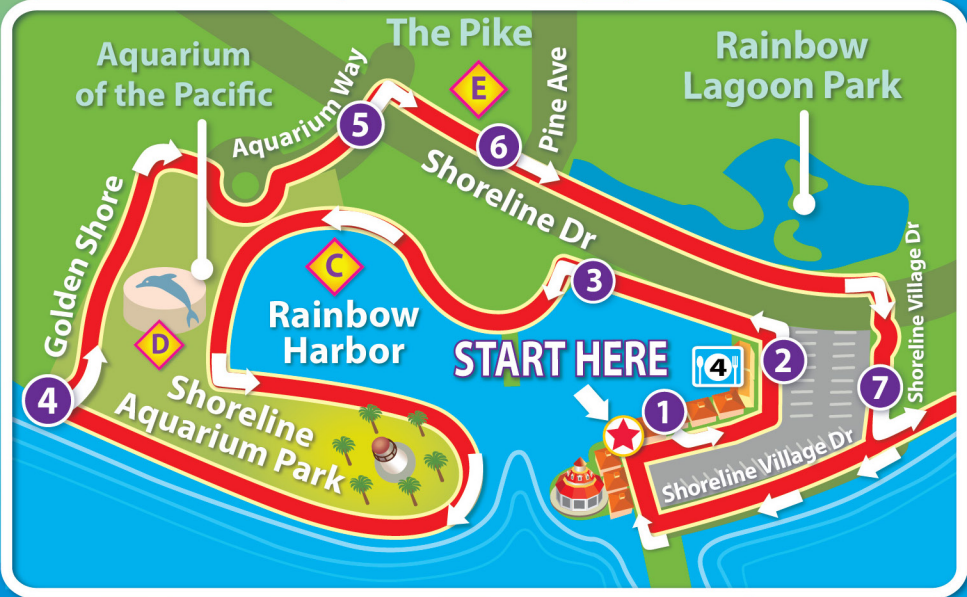 The Pike
Aquarium
of the Pacific
Rainbow
Lagoon Park
Aquarium Way
E
Pine Ave
5
6
Shoreline Dr
Golden Shore
Shoreline Village Dr
C
Rainbow
Harbor
3
D
START HERE
4
2
7
4
1
Shoreline
Aquarium Park
Shoreline Village Dr